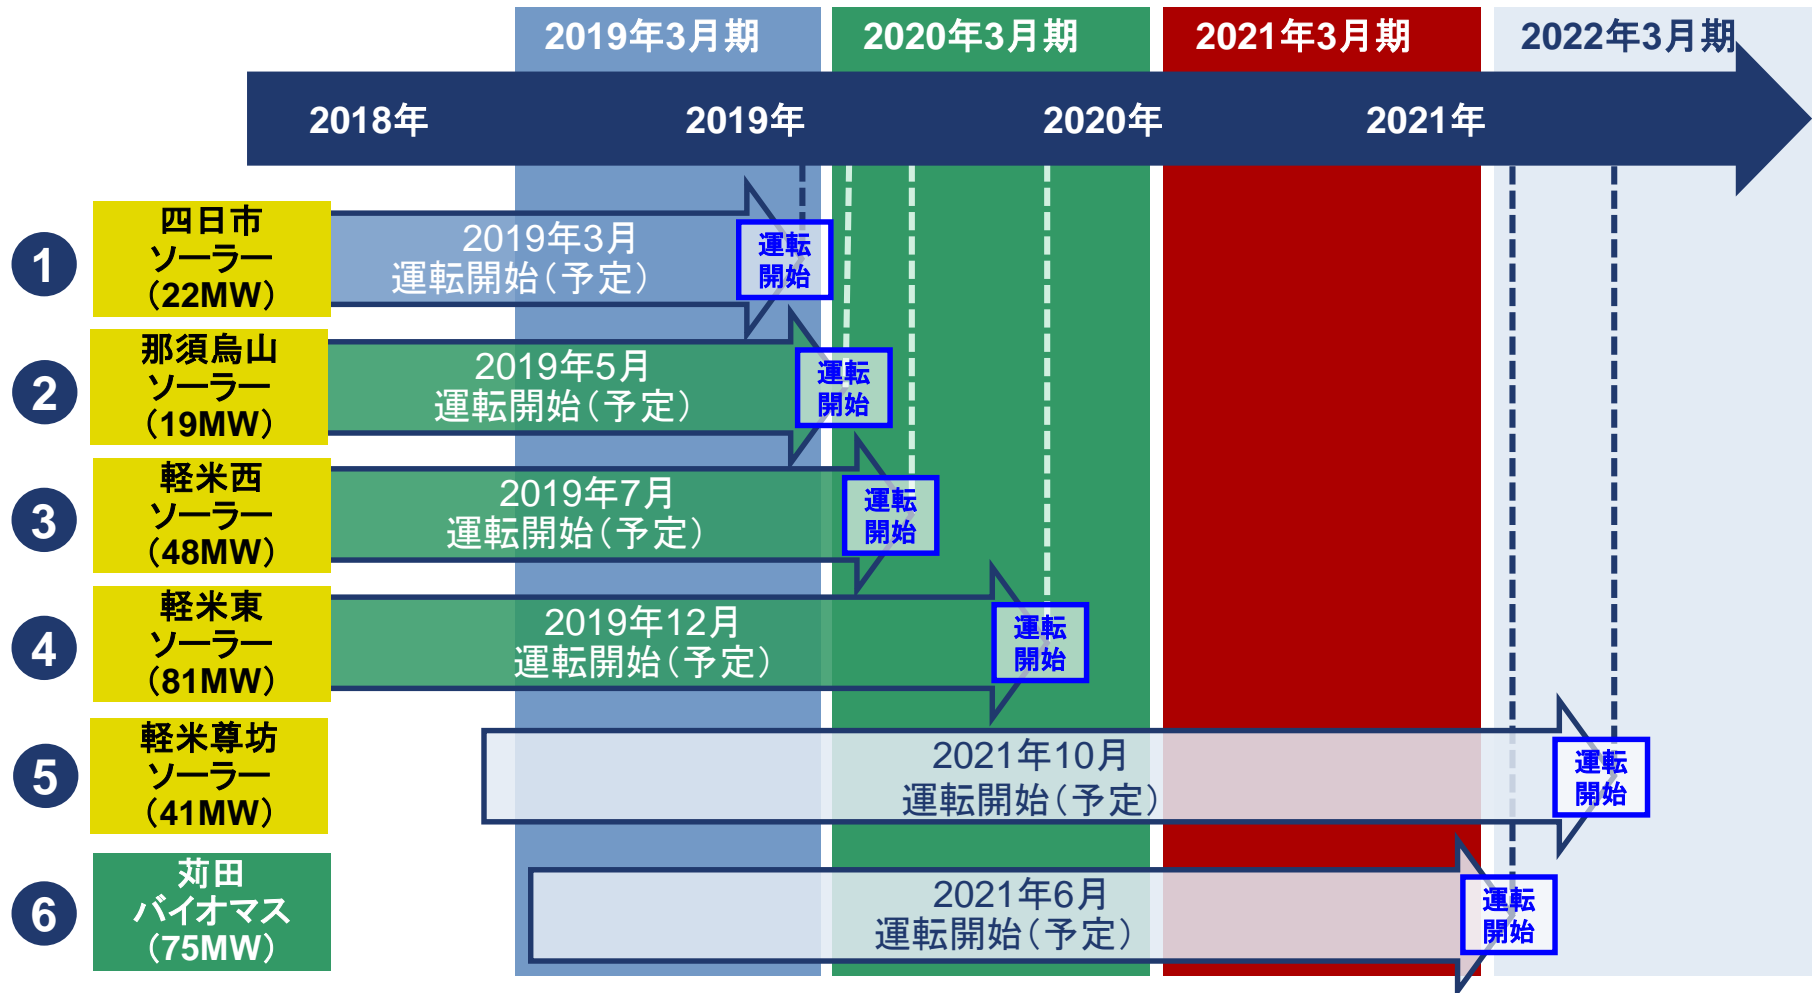 2019年3月期
2020年3月期
2021年3月期
2022年3月期
2018年
2019年
2020年
2021年
1
四日市
ソーラー
（22MW）
2019年3月
運転開始（予定）
運転
開始
2
那須烏山
ソーラー
（19MW）
2019年5月
運転開始（予定）
運転
開始
3
軽米西
ソーラー
（48MW）
2019年7月
運転開始（予定）
運転
開始
4
軽米東
ソーラー
（81MW）
2019年12月
運転開始（予定）
運転
開始
5
軽米尊坊
ソーラー
（41MW）
2021年10月
運転開始（予定）
運転
開始
6
苅田
バイオマス
（75MW）
2021年6月
運転開始（予定）
運転
開始